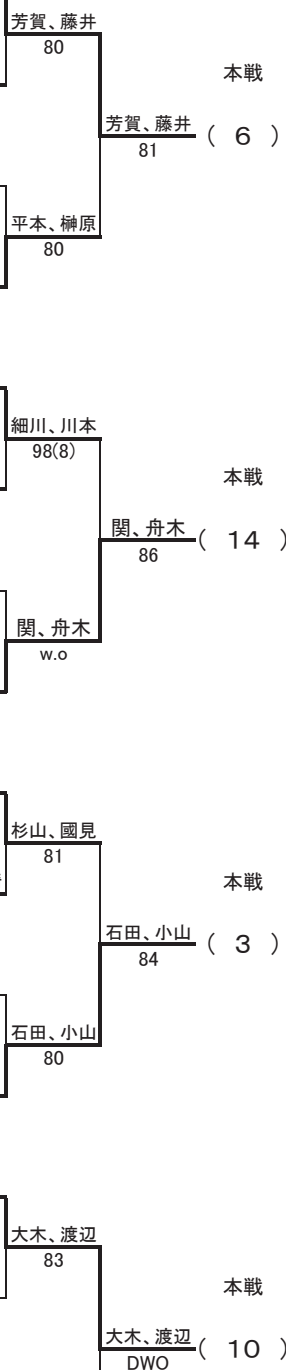 芳賀、藤井
80
本戦
芳賀、藤井
( 6 )
81
平本、榊原
80
細川、川本
98(8)
本戦
関、舟木
( 14 )
86
関、舟木
w.o
杉山、國見
81
本戦
石田、小山
( 3 )
84
石田、小山
80
大木、渡辺
83
本戦
大木、渡辺
( 10 )
DWO